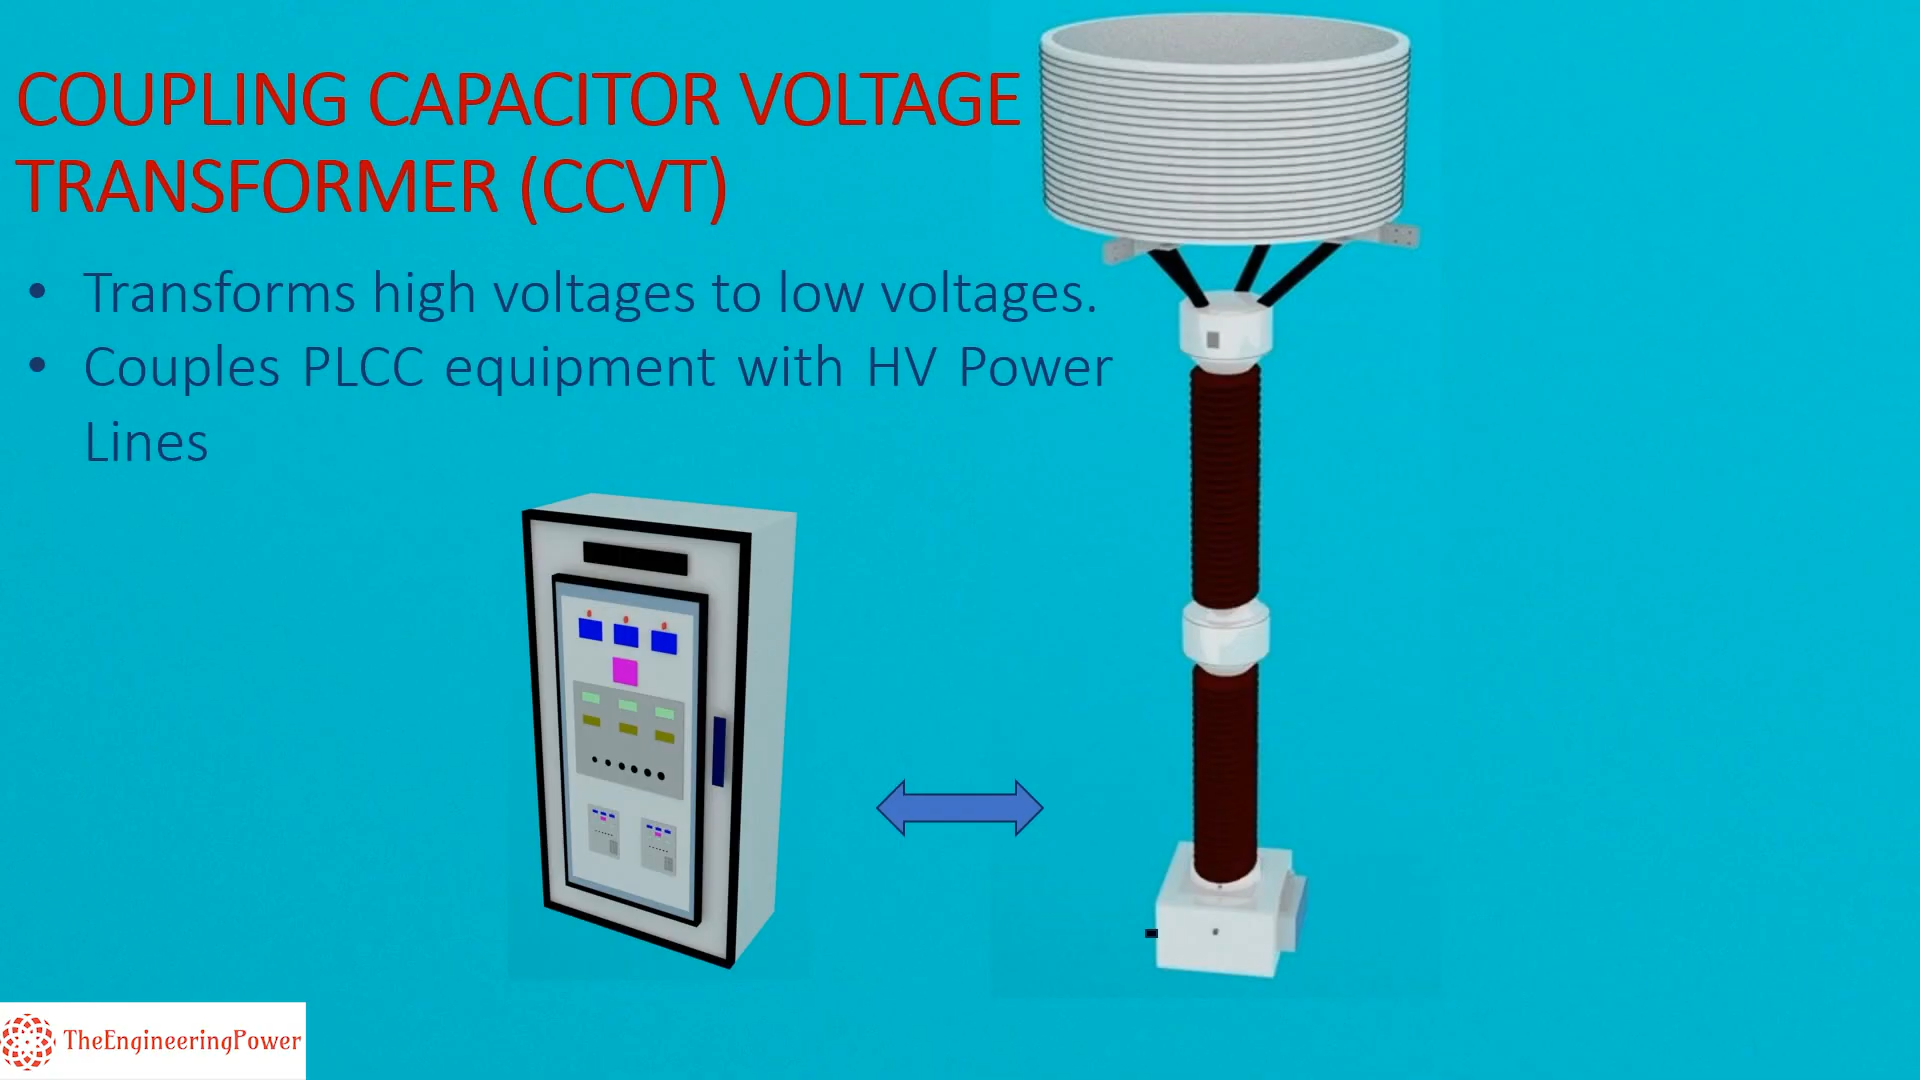 COUPLING CAPACITOR VOLTAGE
TRANSFORMER (CCVT)
• Transforms high voltages to low voltages.
• Couples PLCC equipment with HV Power
Lines
TheEngineeringPower